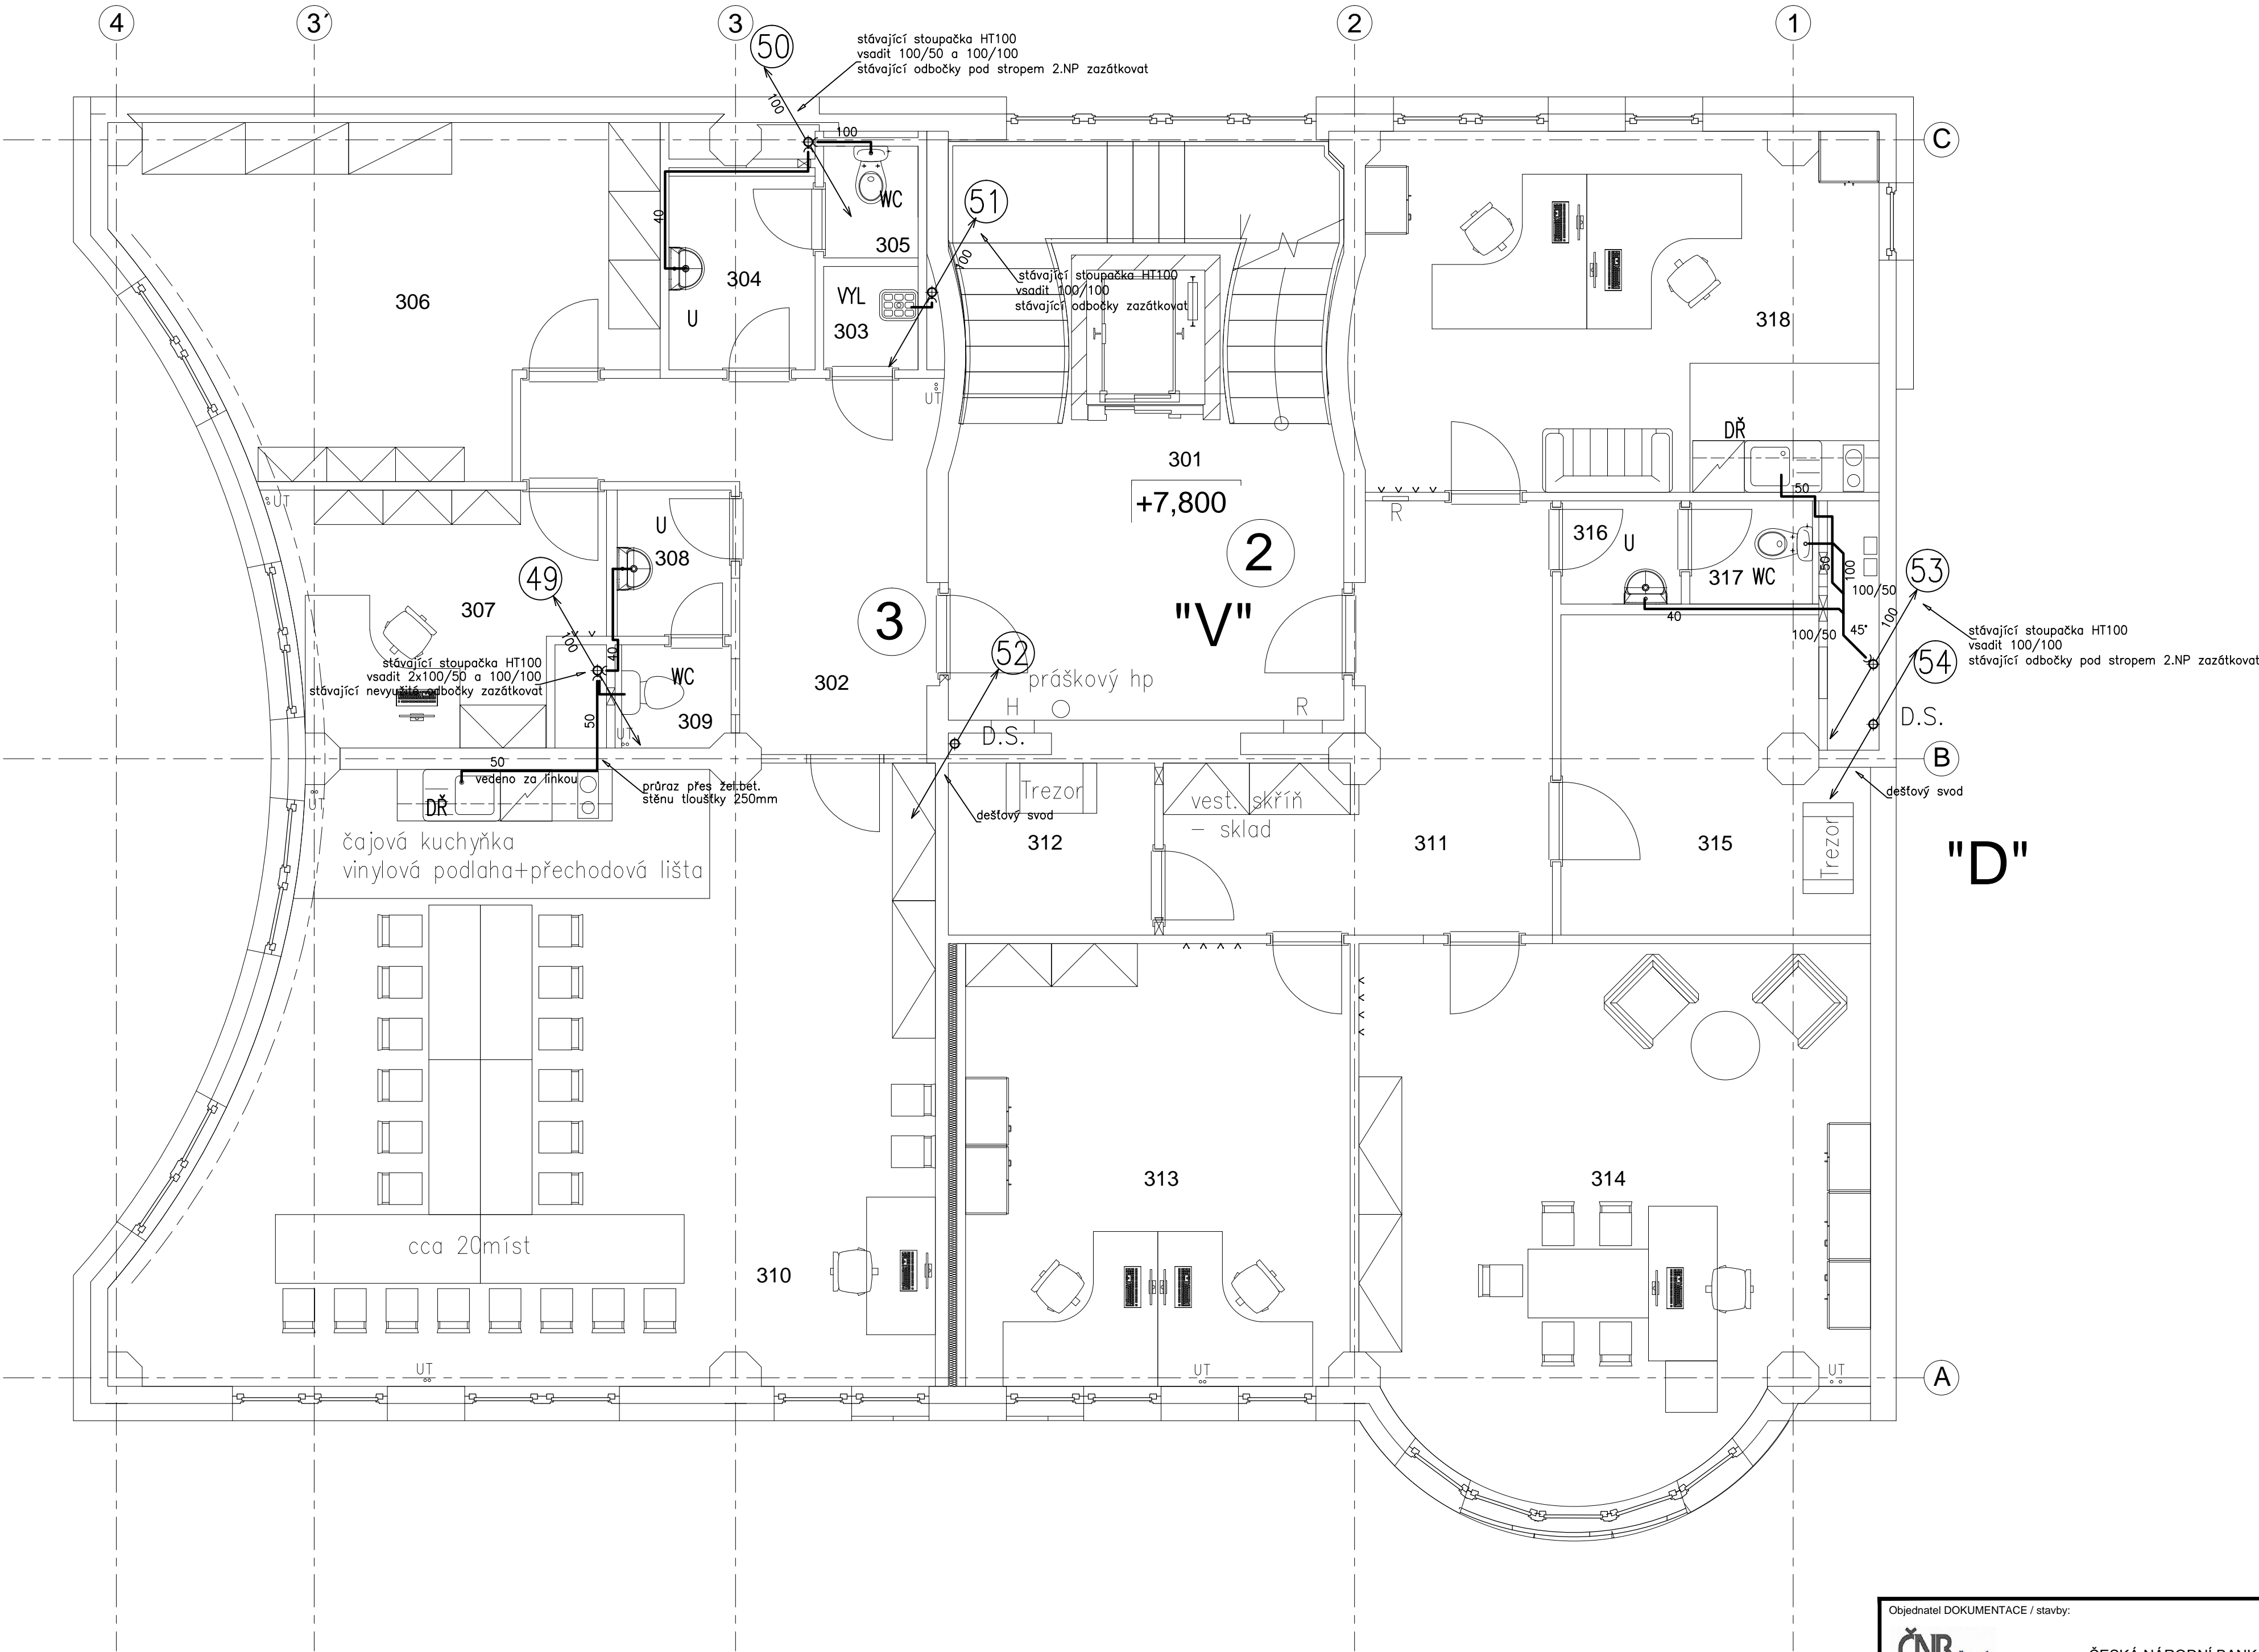 4
3´
3
2
1
50
stávající stoupačka HT100
vsadit 100/50 a 100/100
stávající odbočky pod stropem 2.NP zazátkovat
100
100
C
WC
305
51
100
40
304
U
306
VYL
303
stávající stoupačka HT100
vsadit 100/100
stávající odbočky zazátkovat
UT
318
DŘ
50
301
+7,800
R
UT
U
308
2
316
U
317
WC
50
100
100/50
53
100
49
307
100
3
"V"
40
100/50
45°
stávající stoupačka HT100
vsadit 100/100
stávající odbočky pod stropem 2.NP zazátkovat
54
stávající stoupačka HT100
vsadit 2x100/50 a 100/100
stávající nevyužité odbočky zazátkovat
40
WC
309
302
52
práškový hp
H
R
D.S.
D.S.
50
UT
B
50
vedeno za linkou
průraz přes žel.bet.
stěnu tloušťky 250mm
UT
DŘ
dešťový svod
Trezor
vest. skříň
- sklad
dešťový svod
čajová kuchyňka
vinylová podlaha+přechodová lišta
312
311
315
Trezor
"D"
313
314
cca 20míst
310
UT
UT
UT
A
Objednatel DOKUMENTACE / stavby:
ČNB